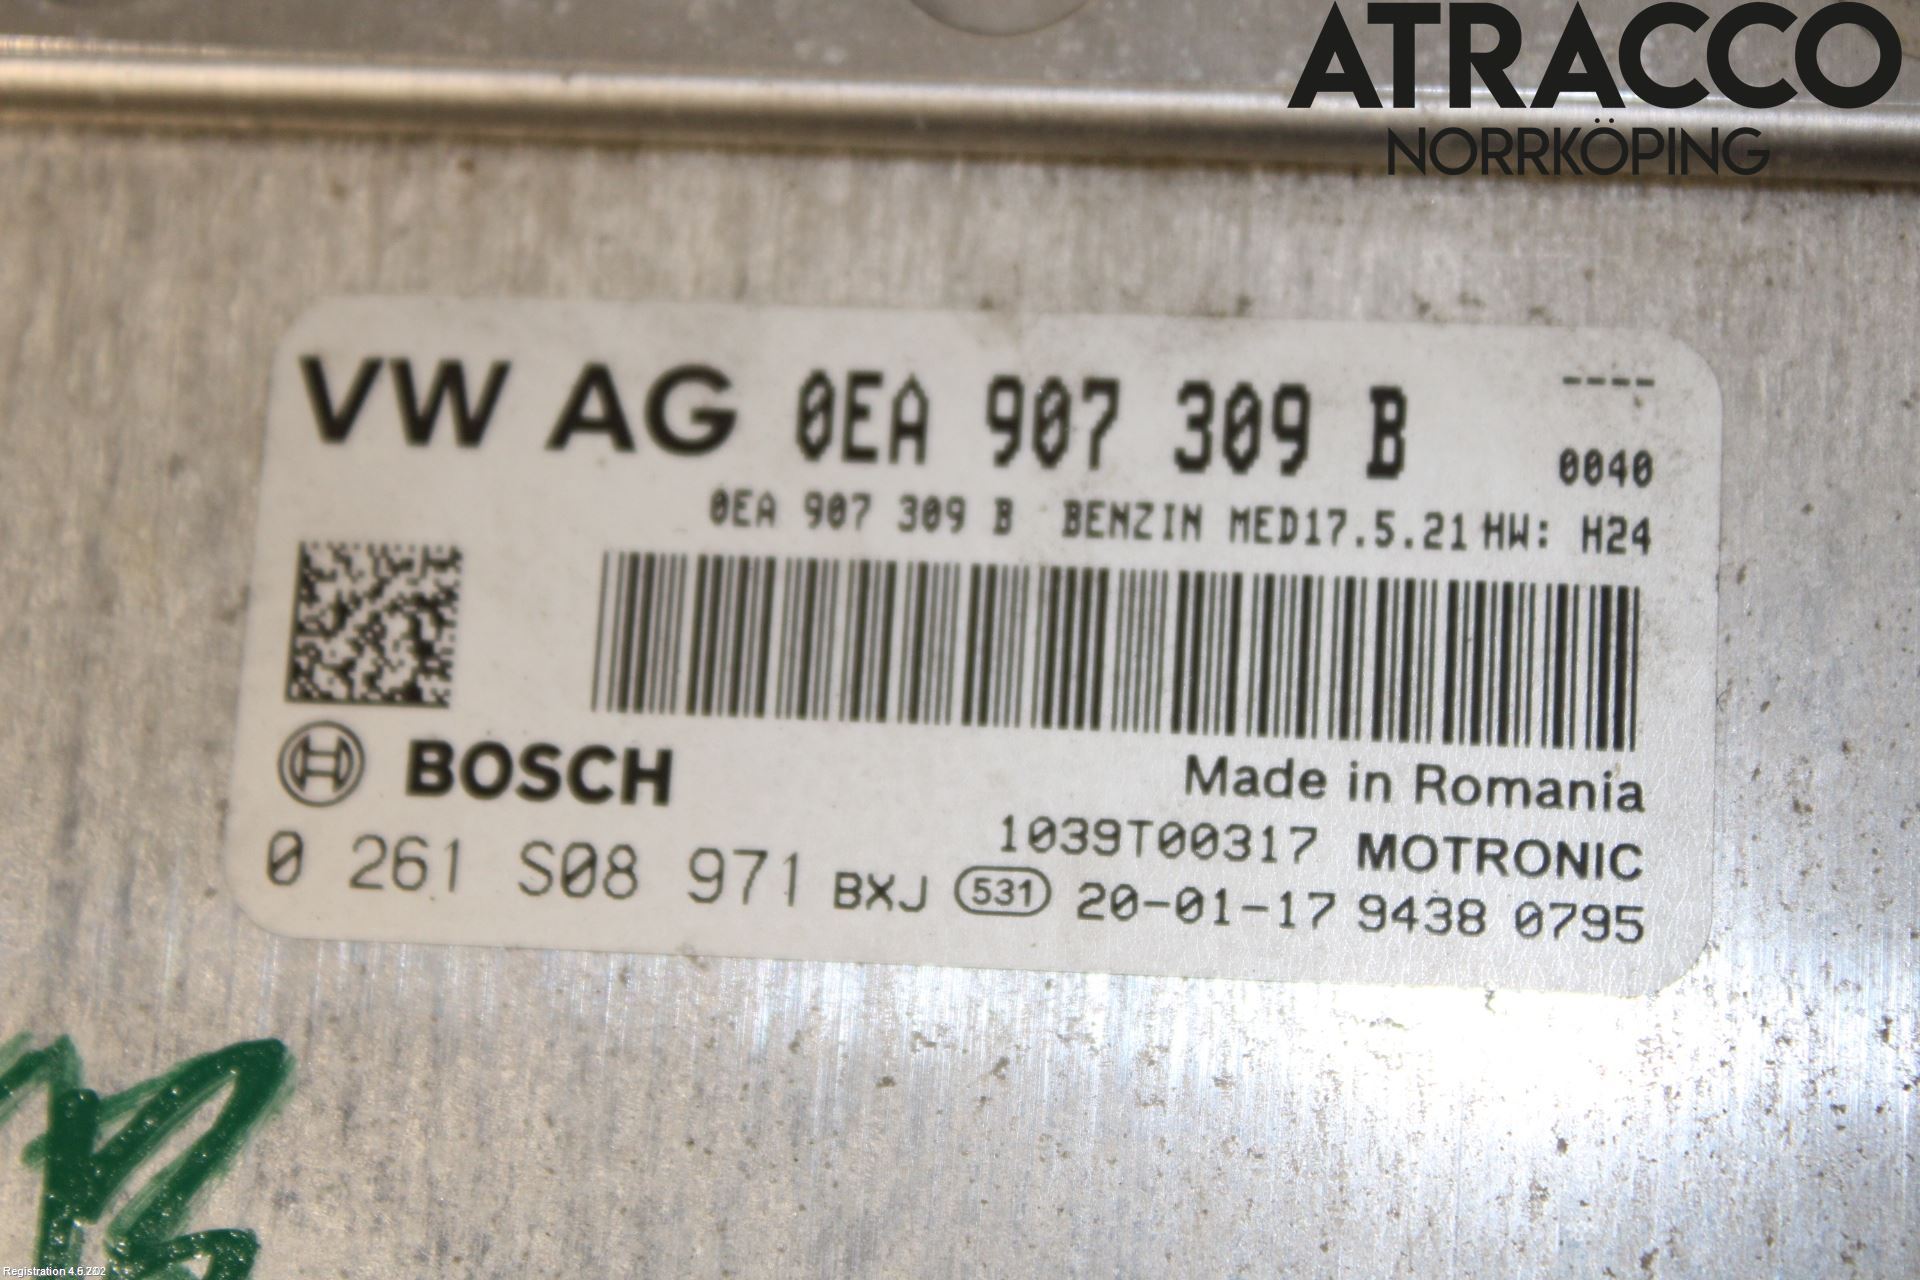 ATRACCO
NORRKÖPING
VW AG 0EA 907 309 B ----
0040
0EA 907 309 B BENZIN MED17.5.21 HW: H24
BOSCH
Made in Romania
1039T00317 MOTRONIC
0 261 S08 971 BXJ 531 20-01-17 9438 0795
Registration